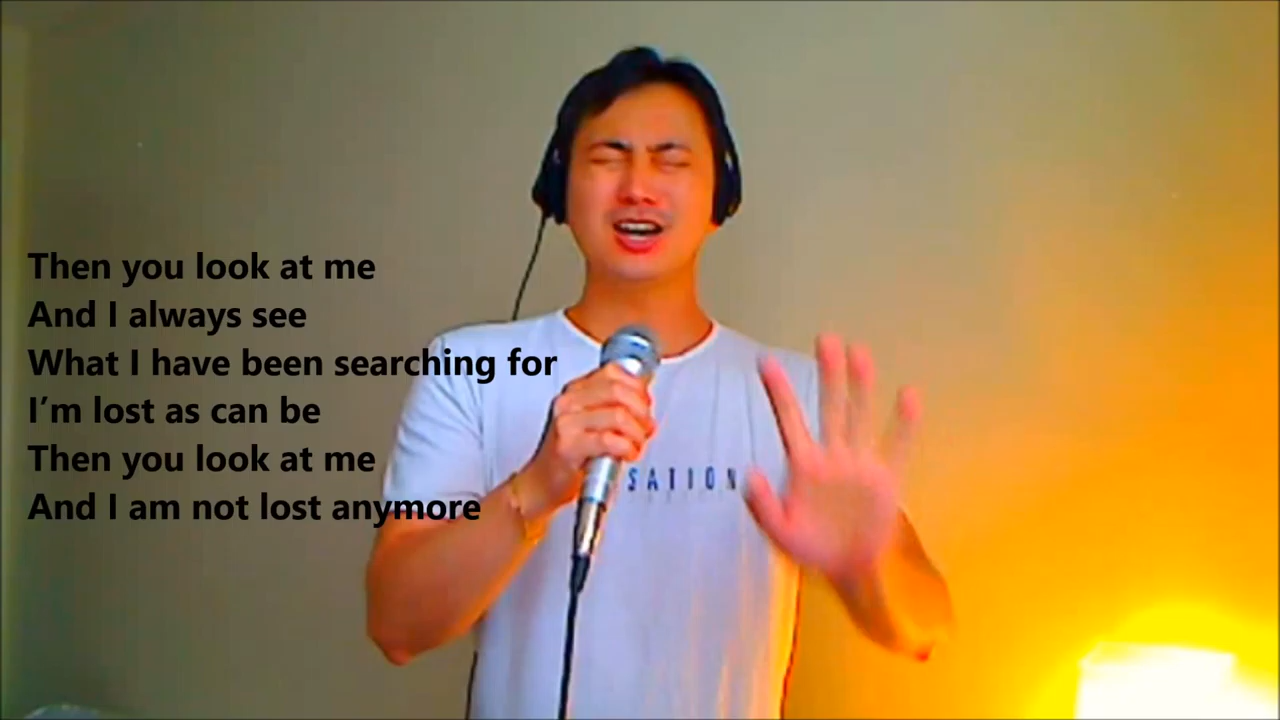 Then you look at me
And I always see
What I have been searching for
I’m lost as can be
Then you look at me
And I am not lost anymore
SATION